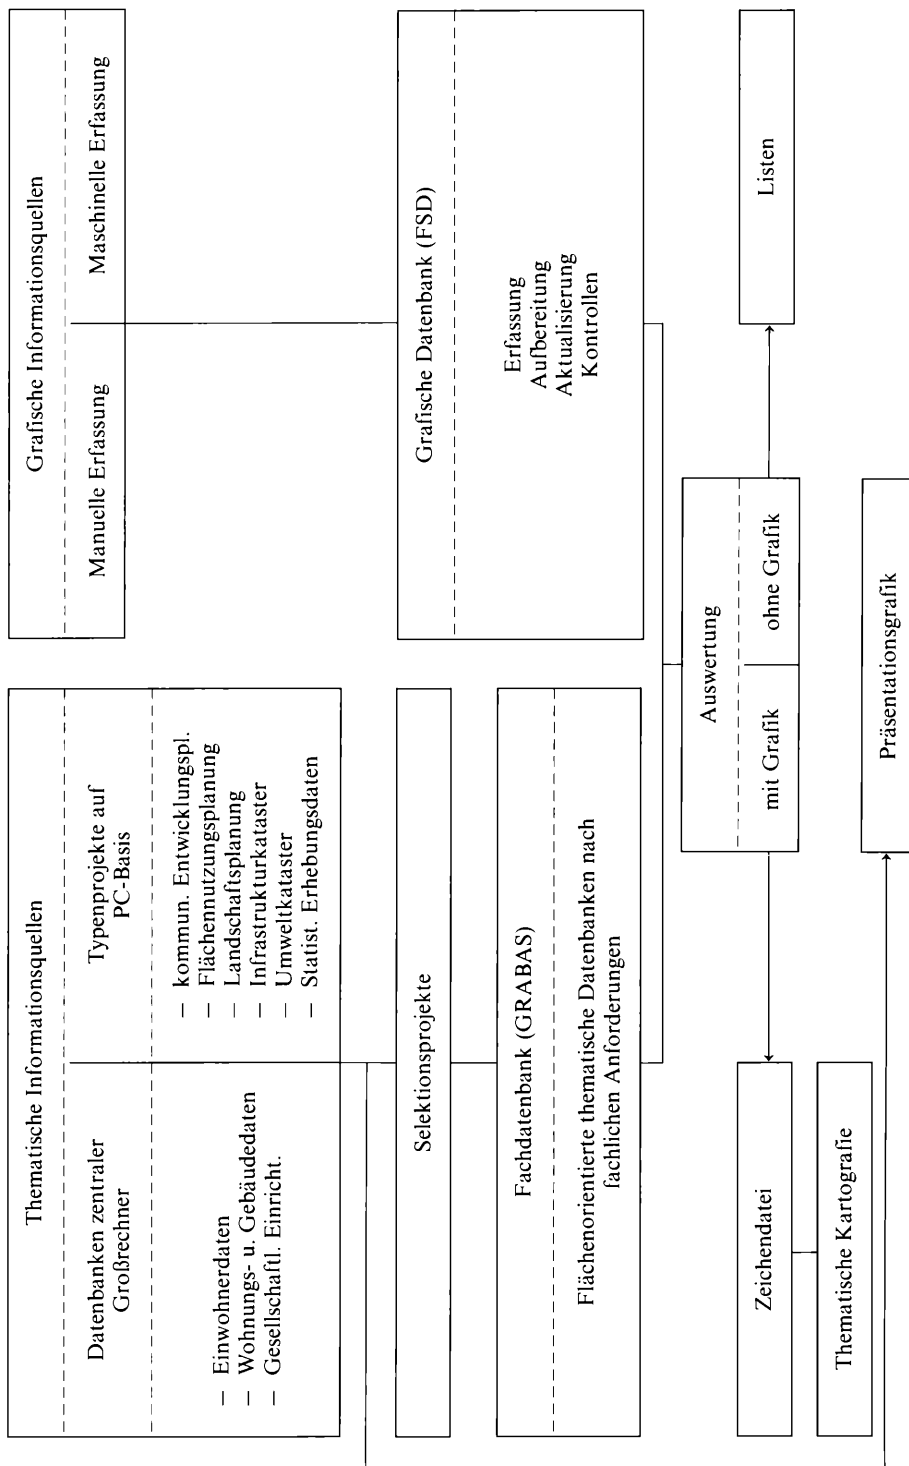 Thematische Informationsquellen
Datenbanken zentraler
Großrechner
Typenprojekte auf
PC-Basis
– Einwohnerdaten
– Wohnungs- u. Gebäudedaten
– Gesellschaftl. Einricht.
– kommun. Entwicklungspl.
– Flächennutzungsplanung
– Landschaftsplanung
– Infrastrukturkataster
– Umweltkataster
– Statist. Erhebungsdaten
Grafische Informationsquellen
Manuelle Erfassung
Maschinelle Erfassung
Selektionsprojekte
Fachdatenbank (GRABAS)
Flächenorientierte thematische Datenbanken nach
fachlichen Anforderungen
Grafische Datenbank (FSD)
Erfassung
Aufbereitung
Aktualisierung
Kontrollen
Auswertung
mit Grafik
ohne Grafik
Zeichendatei
Listen
Thematische Kartografie
Präsentationsgrafik